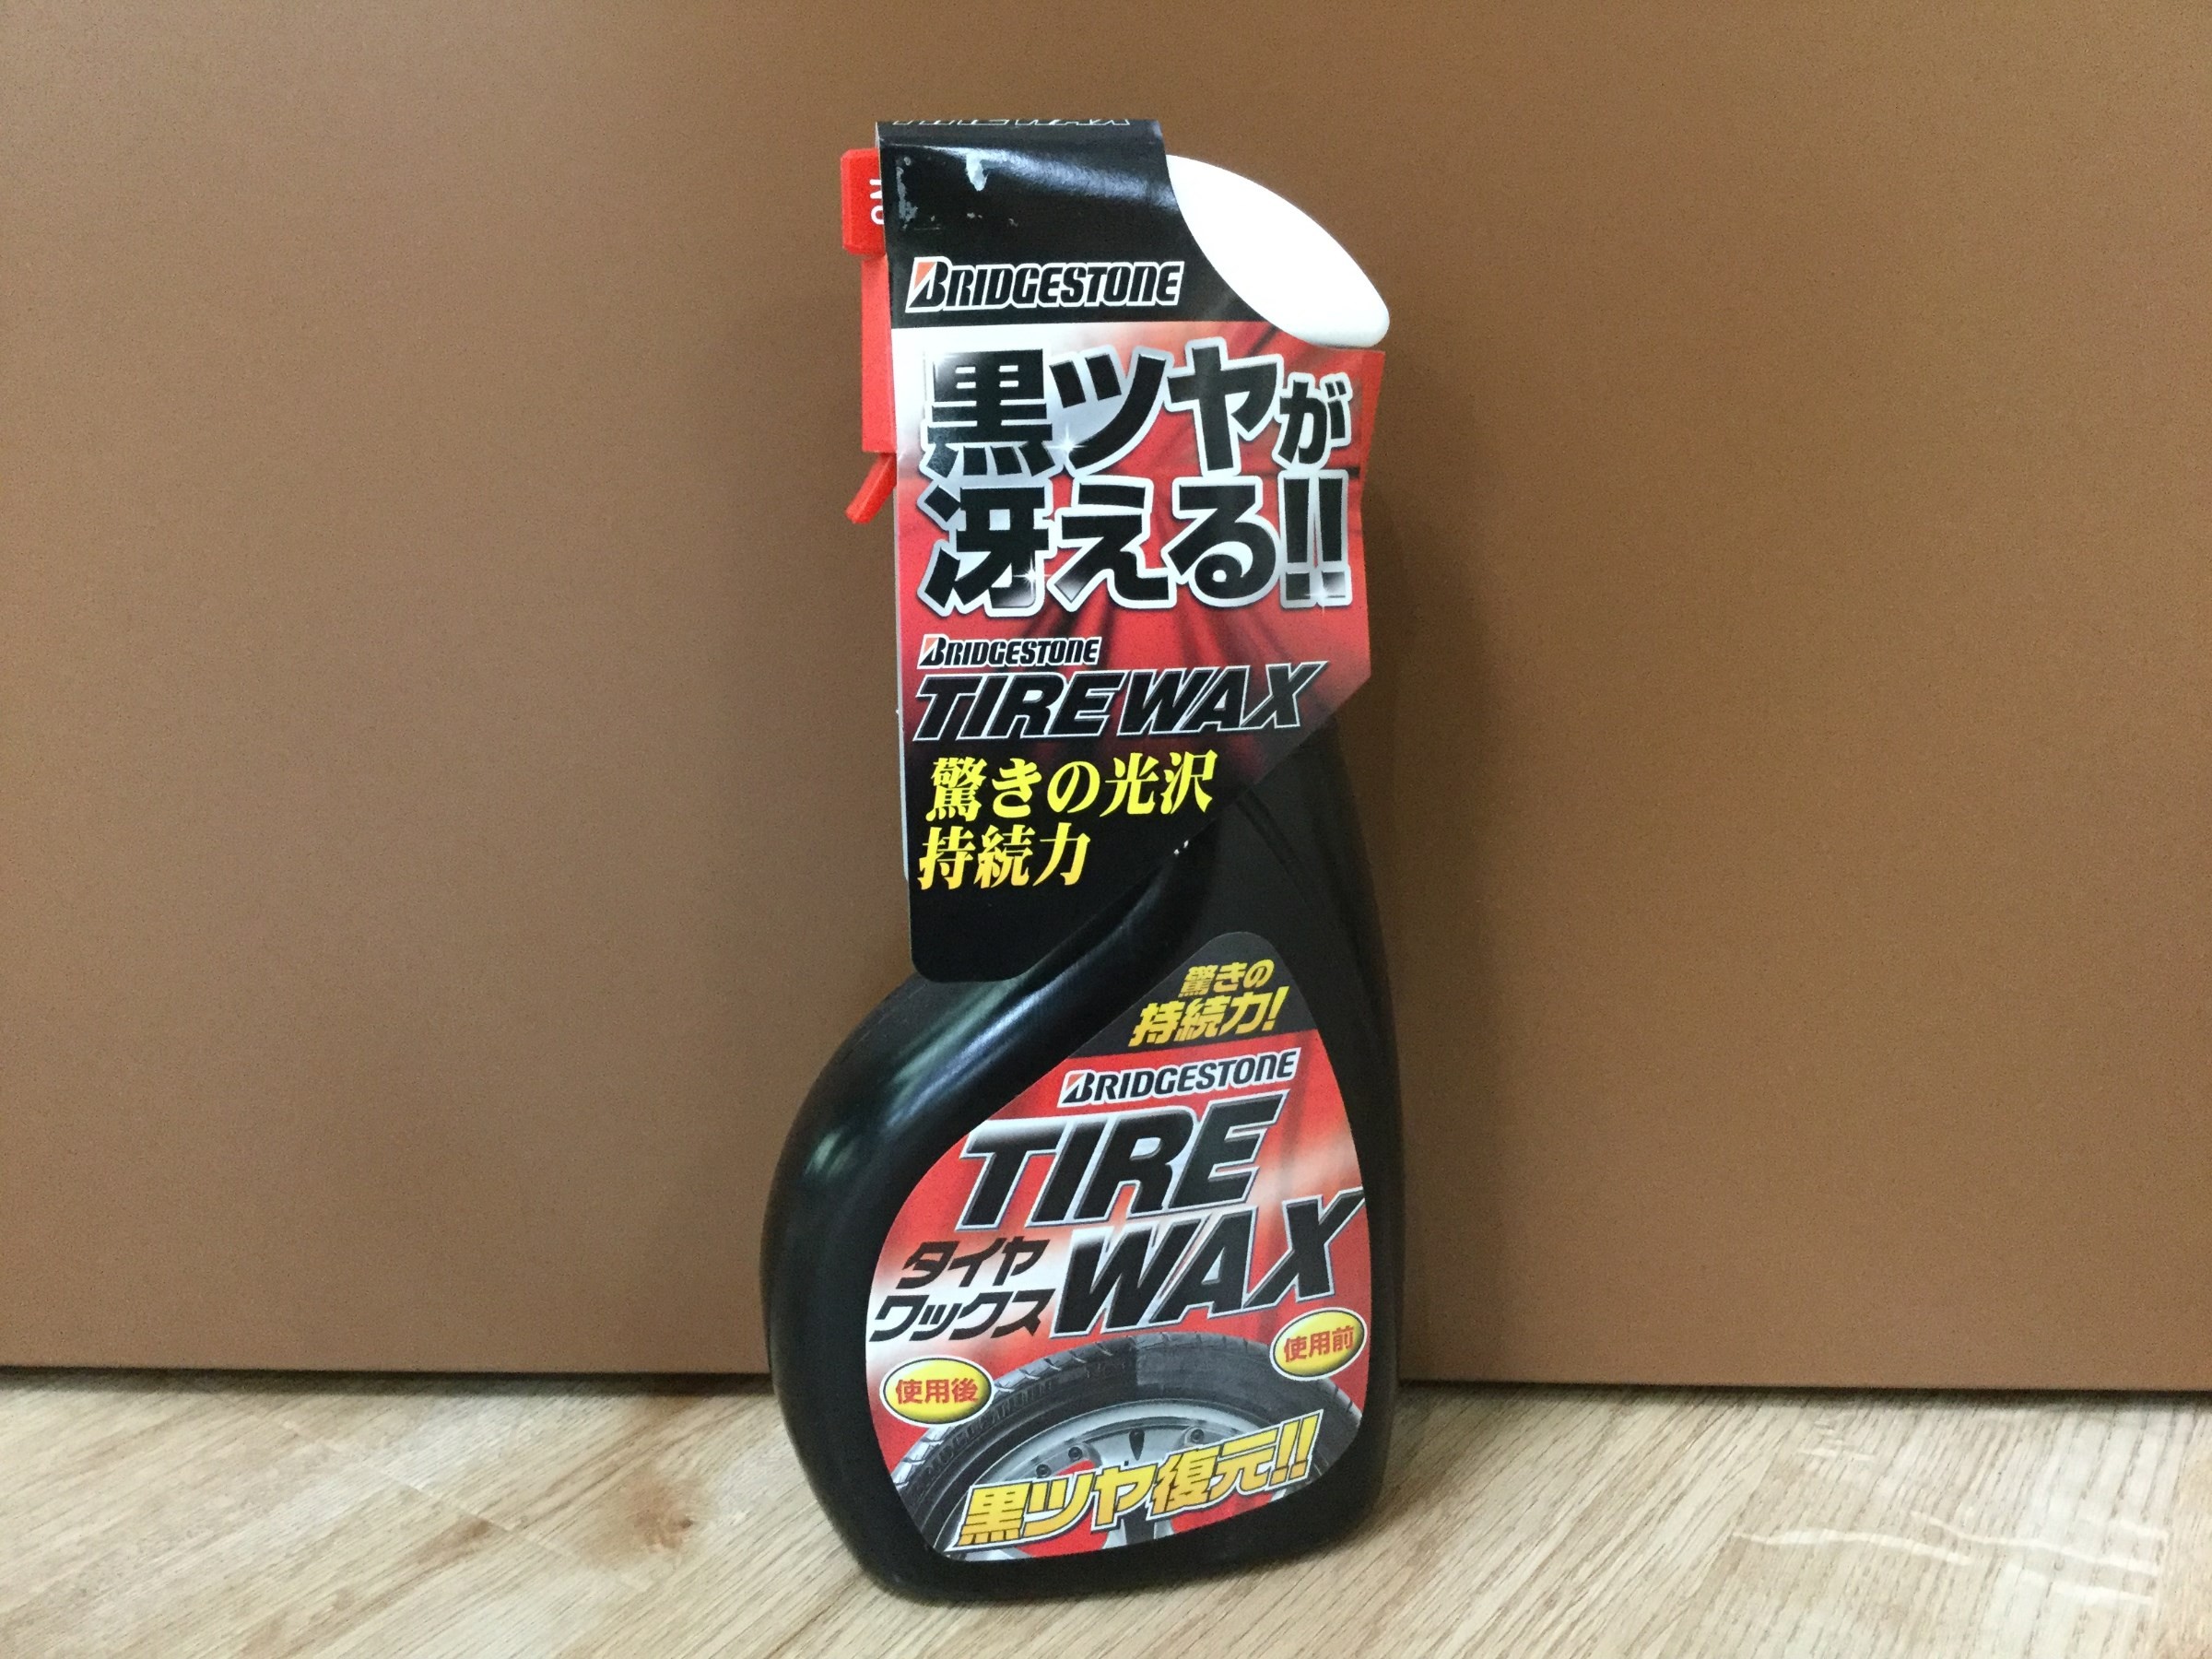 BRIDGESTONE
黒ツヤが
冴える!!
BRIDGESTONE
TIREWAX
驚きの光沢
持続力
驚きの
持続力!
BRIDGESTONE
TIRE
WAX
タイヤ
ワックス
使用前
使用後
黒ツヤ復元!!